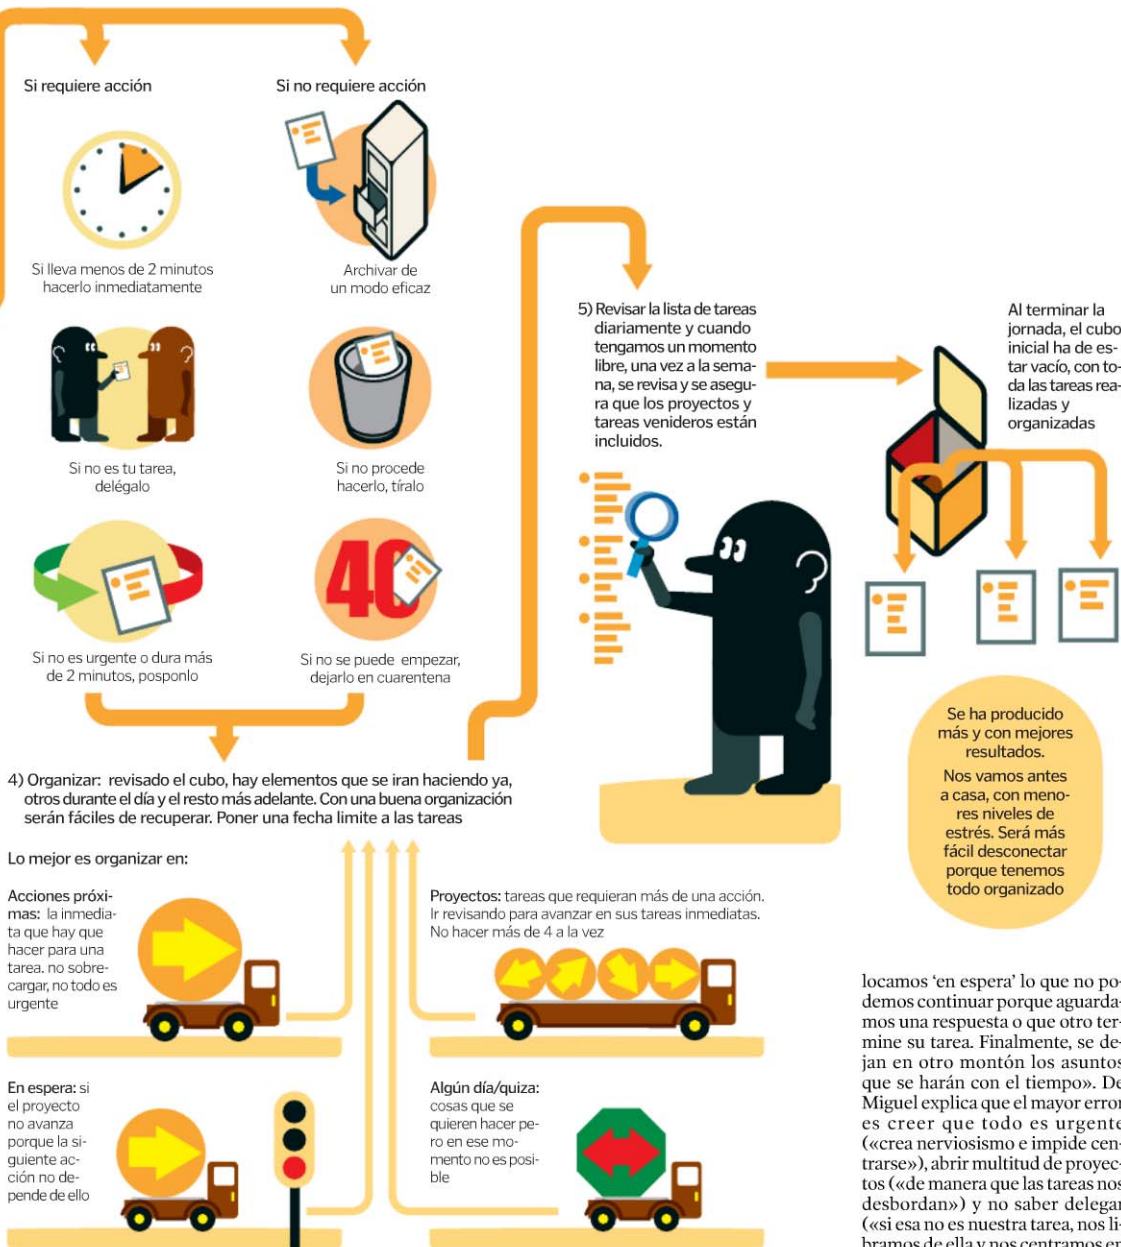 Si requiere acción
Si lleva menos de 2 minutos
hacerlo inmediatamente
Si no es tu tarea,
delégalo
Si no es urgente o dura más
de 2 minutos, posponlo
Si no requiere acción
Archivar de
un modo eficaz
Si no procede
hacerlo, tíralo
40
Si no se puede empezar,
dejarlo en cuarentena
4) Organizar: revisado el cubo, hay elementos que se iran haciendo ya,
otros durante el día y el resto más adelante. Con una buena organización
serán fáciles de recuperar. Poner una fecha limite a las tareas
Lo mejor es organizar en:
Acciones próxi-
mas: la inmedia-
ta que hay que
hacer para una
tarea. no sobre-
cargar, no todo es
urgente
Proyectos: tareas que requieran más de una acción.
Ir revisando para avanzar en sus tareas inmediatas.
No hacer más de 4 a la vez
En espera: si
el proyecto
no avanza
porque la si-
guiente ac-
ción no de-
pende de ello
Algún día/quiza:
cosas que se
quieren hacer pe-
ro en ese mo-
mento no es posi-
ble
5) Revisar la lista de tareas
diariamente y cuando
tengamos un momento
libre, una vez a la sema-
na, se revisa y se asegu-
ra que los proyectos y
tareas venideros están
incluidos.
Al terminar la
jornada, el cubo
inicial ha de es-
tar vacío, con to-
da las tareas rea-
lizadas y
organizadas
Se ha producido
más y con mejores
resultados.
Nos vamos antes
a casa, con meno-
res niveles de
estrés. Será más
fácil desconectar
porque tenemos
todo organizado
locamos ‘en espera’ lo que no po-
demos continuar porque aguarda-
mos una respuesta o que otro ter-
mine su tarea. Finalmente, se de-
jan en otro montón los asuntos
que se harán con el tiempo». De
Miguel explica que el mayor error
es creer que todo es urgente
(«crea nerviosismo e impide cen-
trarse»), abrir multitud de proyec-
tos («de manera que las tareas nos
desbordan») y no saber delegar
(«si esa no es nuestra tarea, nos li-
bramos de ella y nos centramos en